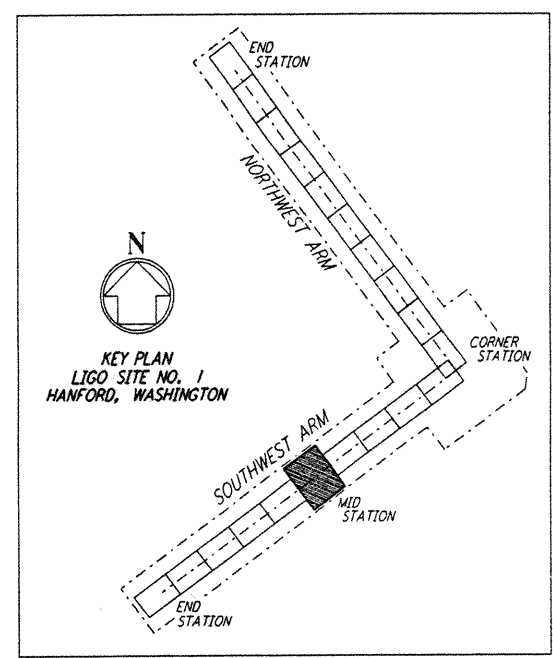 END
STATION
NORTHWEST ARM
N
KEY PLAN
LIGO SITE NO. 1
HANFORD, WASHINGTON
CORNER
STATION
SOUTHWEST ARM
MID
STATION
END
STATION